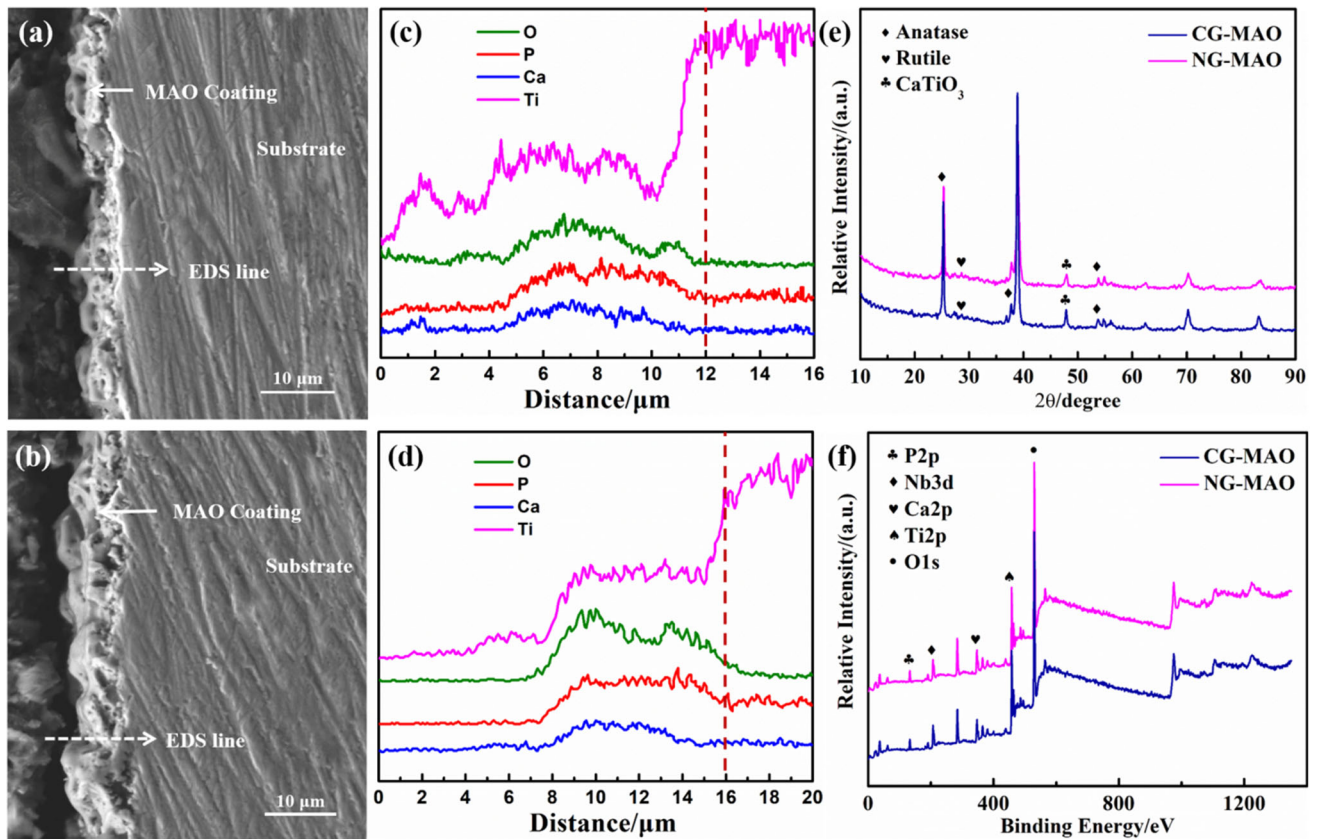 (a)
MAO Coating
Substrate
EDS line
10 μm
(c)
O
P
Ca
Ti
0 2 4 6 8 10 12 14 16
Distance/μm
(e)
♦ Anatase
♥ Rutile
♣ CaTiO₃
CG-MAO
NG-MAO
Relative Intensity/(a.u.)
10 20 30 40 50 60 70 80 90
2θ/degree
(b)
MAO Coating
Substrate
EDS line
10 μm
(d)
O
P
Ca
Ti
0 2 4 6 8 10 12 14 16 18 20
Distance/μm
(f)
♣ P2p
♦ Nb3d
♥ Ca2p
♠ Ti2p
• O1s
CG-MAO
NG-MAO
Relative Intensity/(a.u.)
0 400 800 1200
Binding Energy/eV